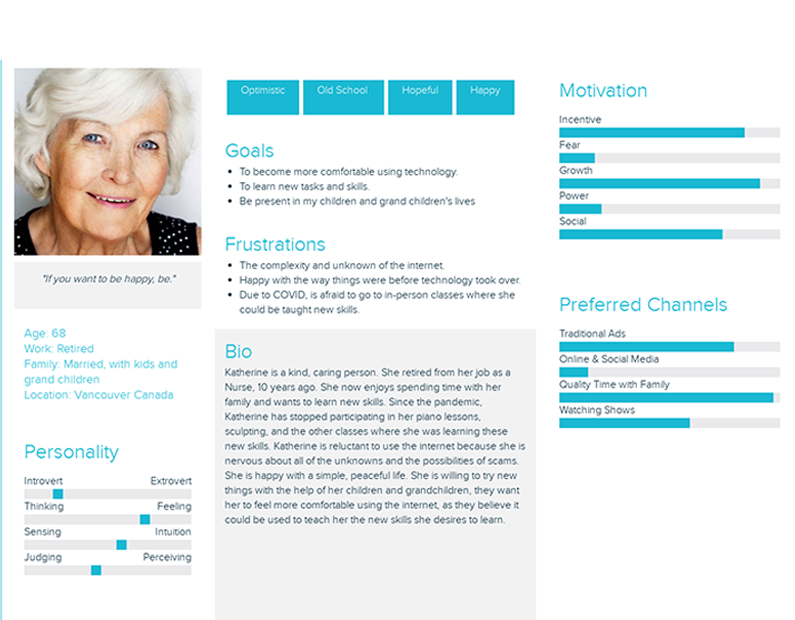 "If you want to be happy, be."
Age: 68
Work: Retired
Family: Married, with kids and
grand children
Location: Vancouver Canada
Personality
Introvert Extrovert
Thinking Feeling
Sensing Intuition
Judging Perceiving
Optimistic Old School Hopeful Happy
Goals
• To become more comfortable using technology.
• To learn new tasks and skills.
• Be present in my children and grand children's lives
Frustrations
• The complexity and unknown of the internet.
• Happy with the way things were before technology took over.
• Due to COVID, is afraid to go to in-person classes where she
could be taught new skills.
Bio
Katherine is a kind, caring person. She retired from her job as a
Nurse, 10 years ago. She now enjoys spending time with her
family and wants to learn new skills. Since the pandemic,
Katherine has stopped participating in her piano lessons,
sculpting, and the other classes where she was learning these
new skills. Katherine is reluctant to use the internet because she is
nervous about all of the unknowns and the possibilities of scams.
She is happy with a simple, peaceful life. She is willing to try new
things with the help of her children and grandchildren, they want
her to feel more comfortable using the internet, as they believe it
could be used to teach her the new skills she desires to learn.
Motivation
Incentive
Fear
Growth
Power
Social
Preferred Channels
Traditional Ads
Online & Social Media
Quality Time with Family
Watching Shows